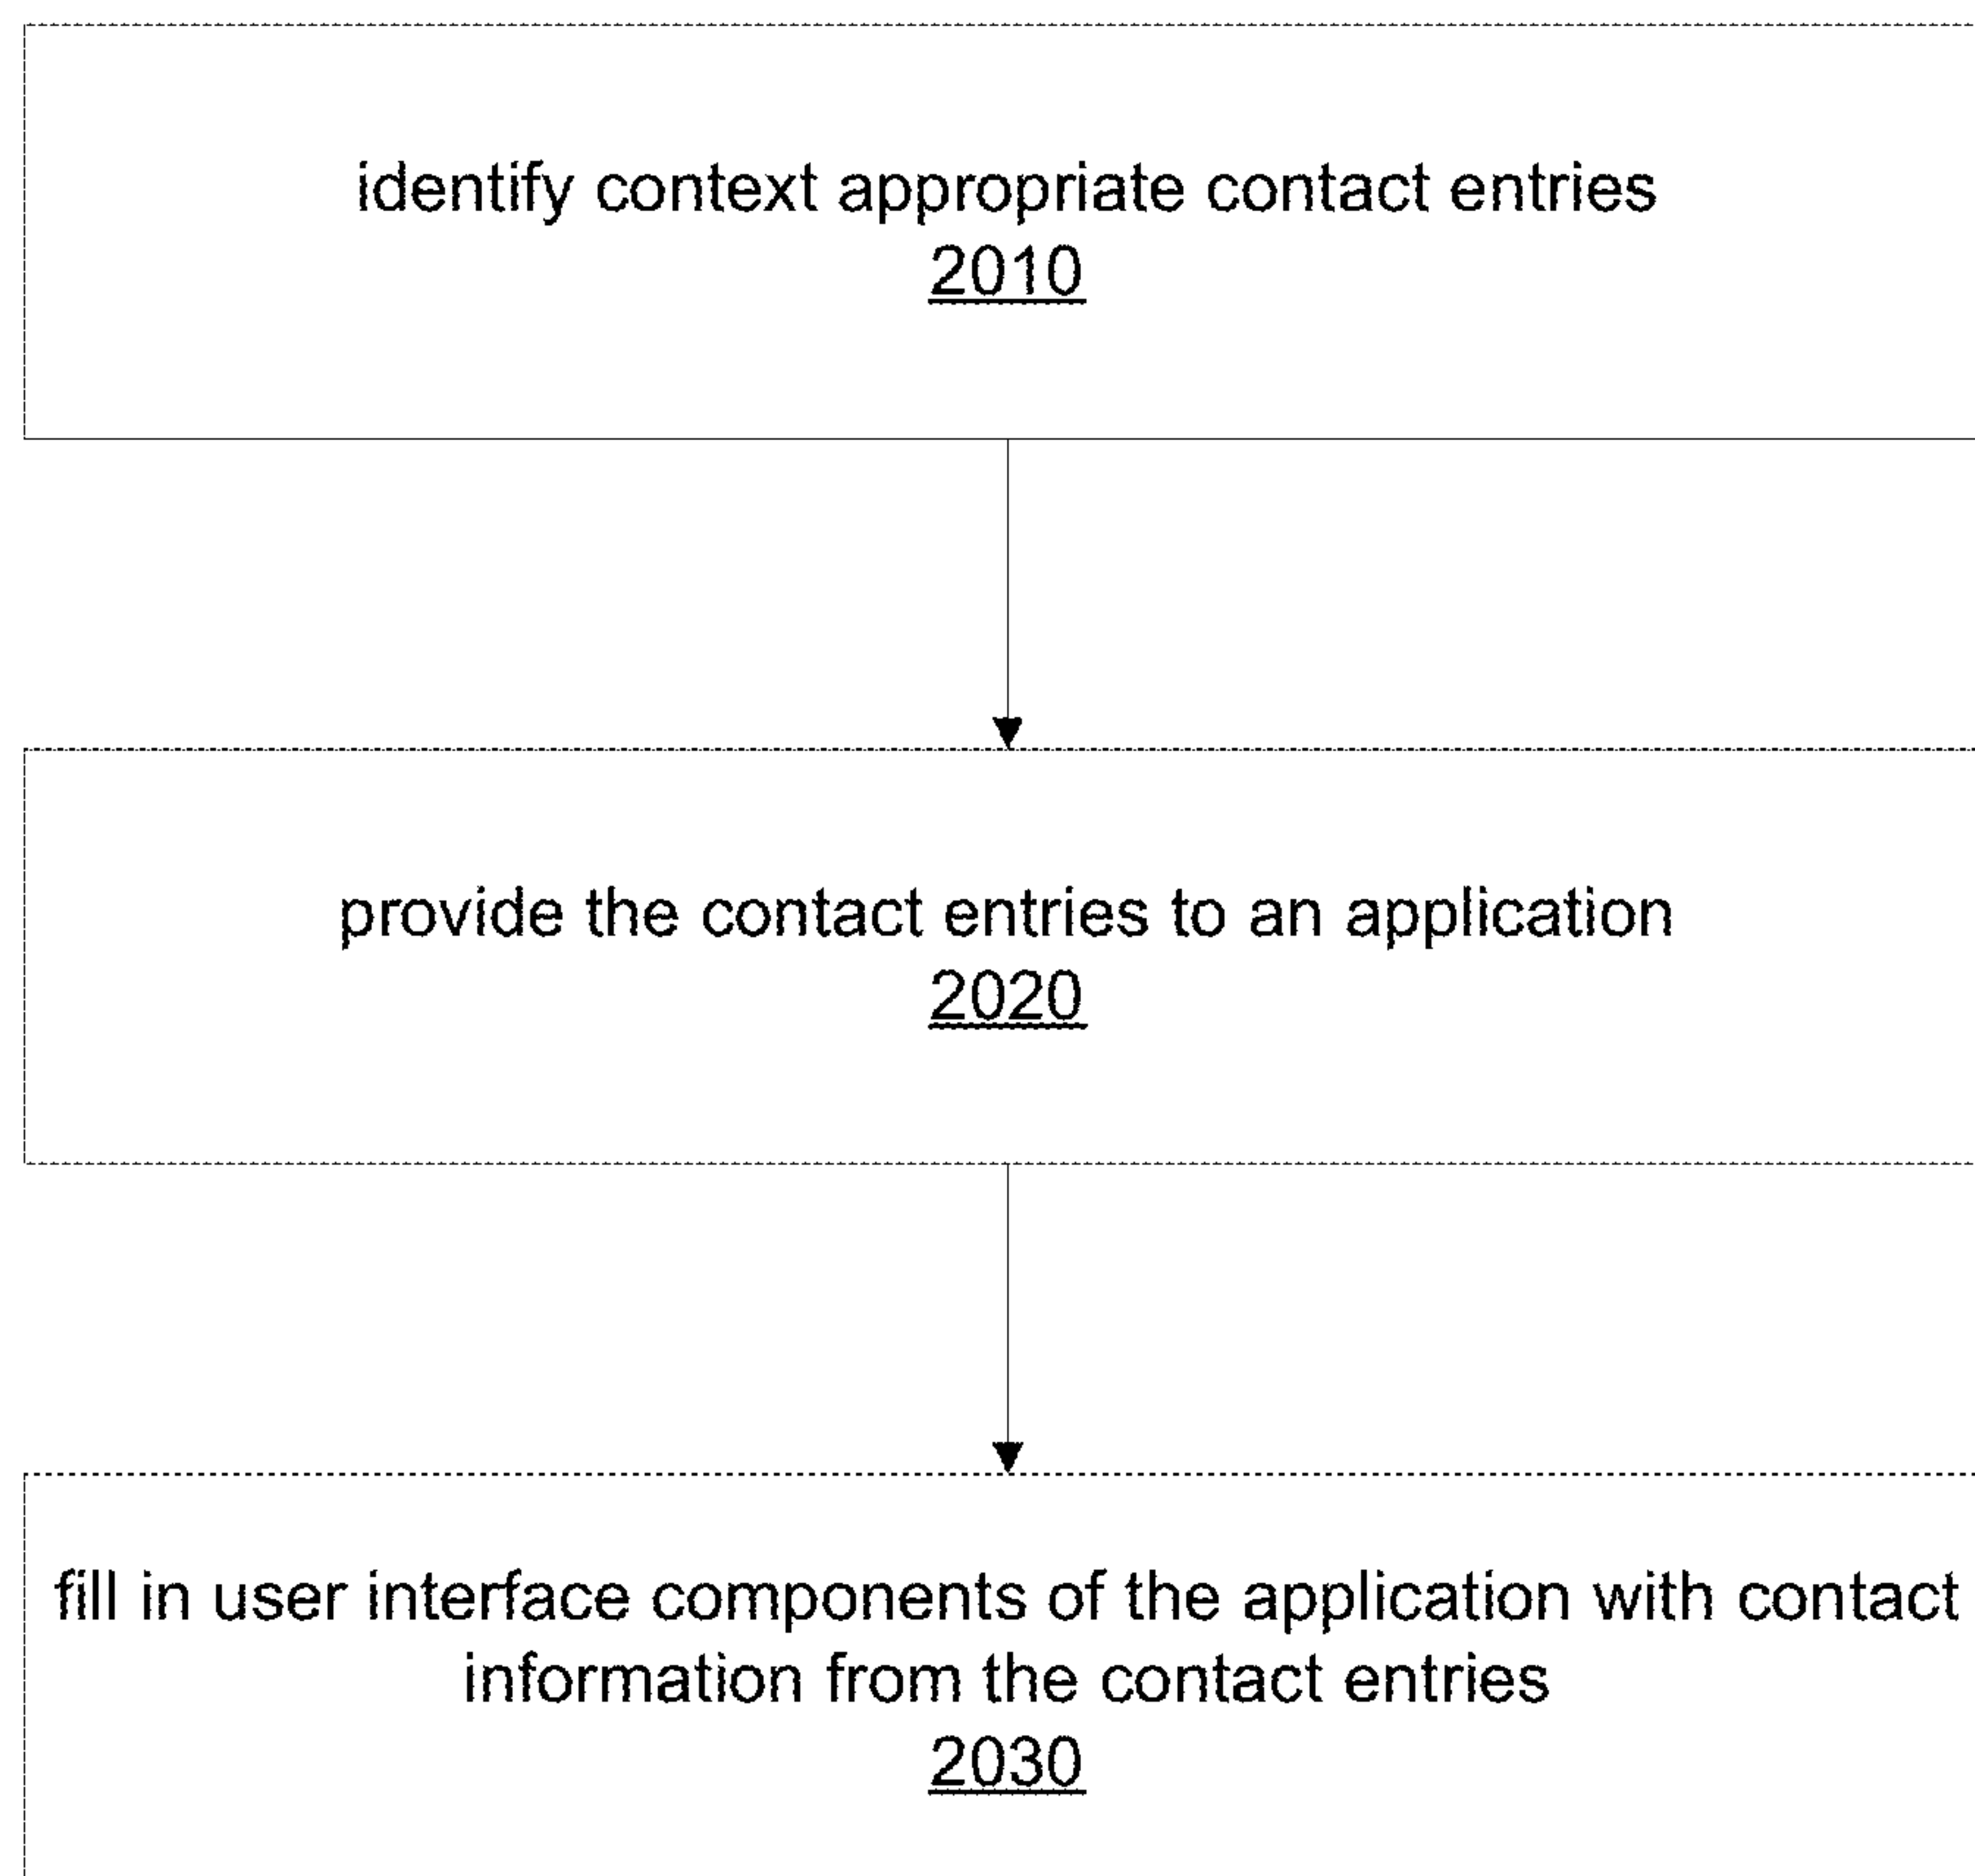 identify context appropriate contact entries
2010
provide the contact entries to an application
2020
fill in user interface components of the application with contact
information from the contact entries
2030